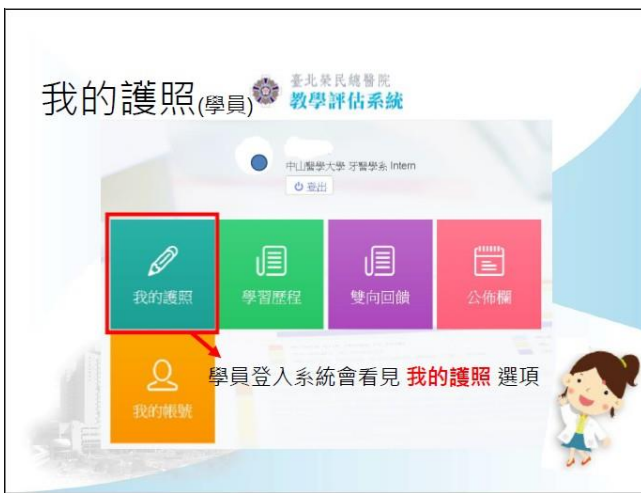 我的護照(學員)
臺北榮民總醫院
教學評估系統
中山醫學大學 牙醫學系 Intern
登出
我的護照
學習歷程
雙向回饋
公佈欄
學員登入系統會看見 我的護照 選項
我的帳號